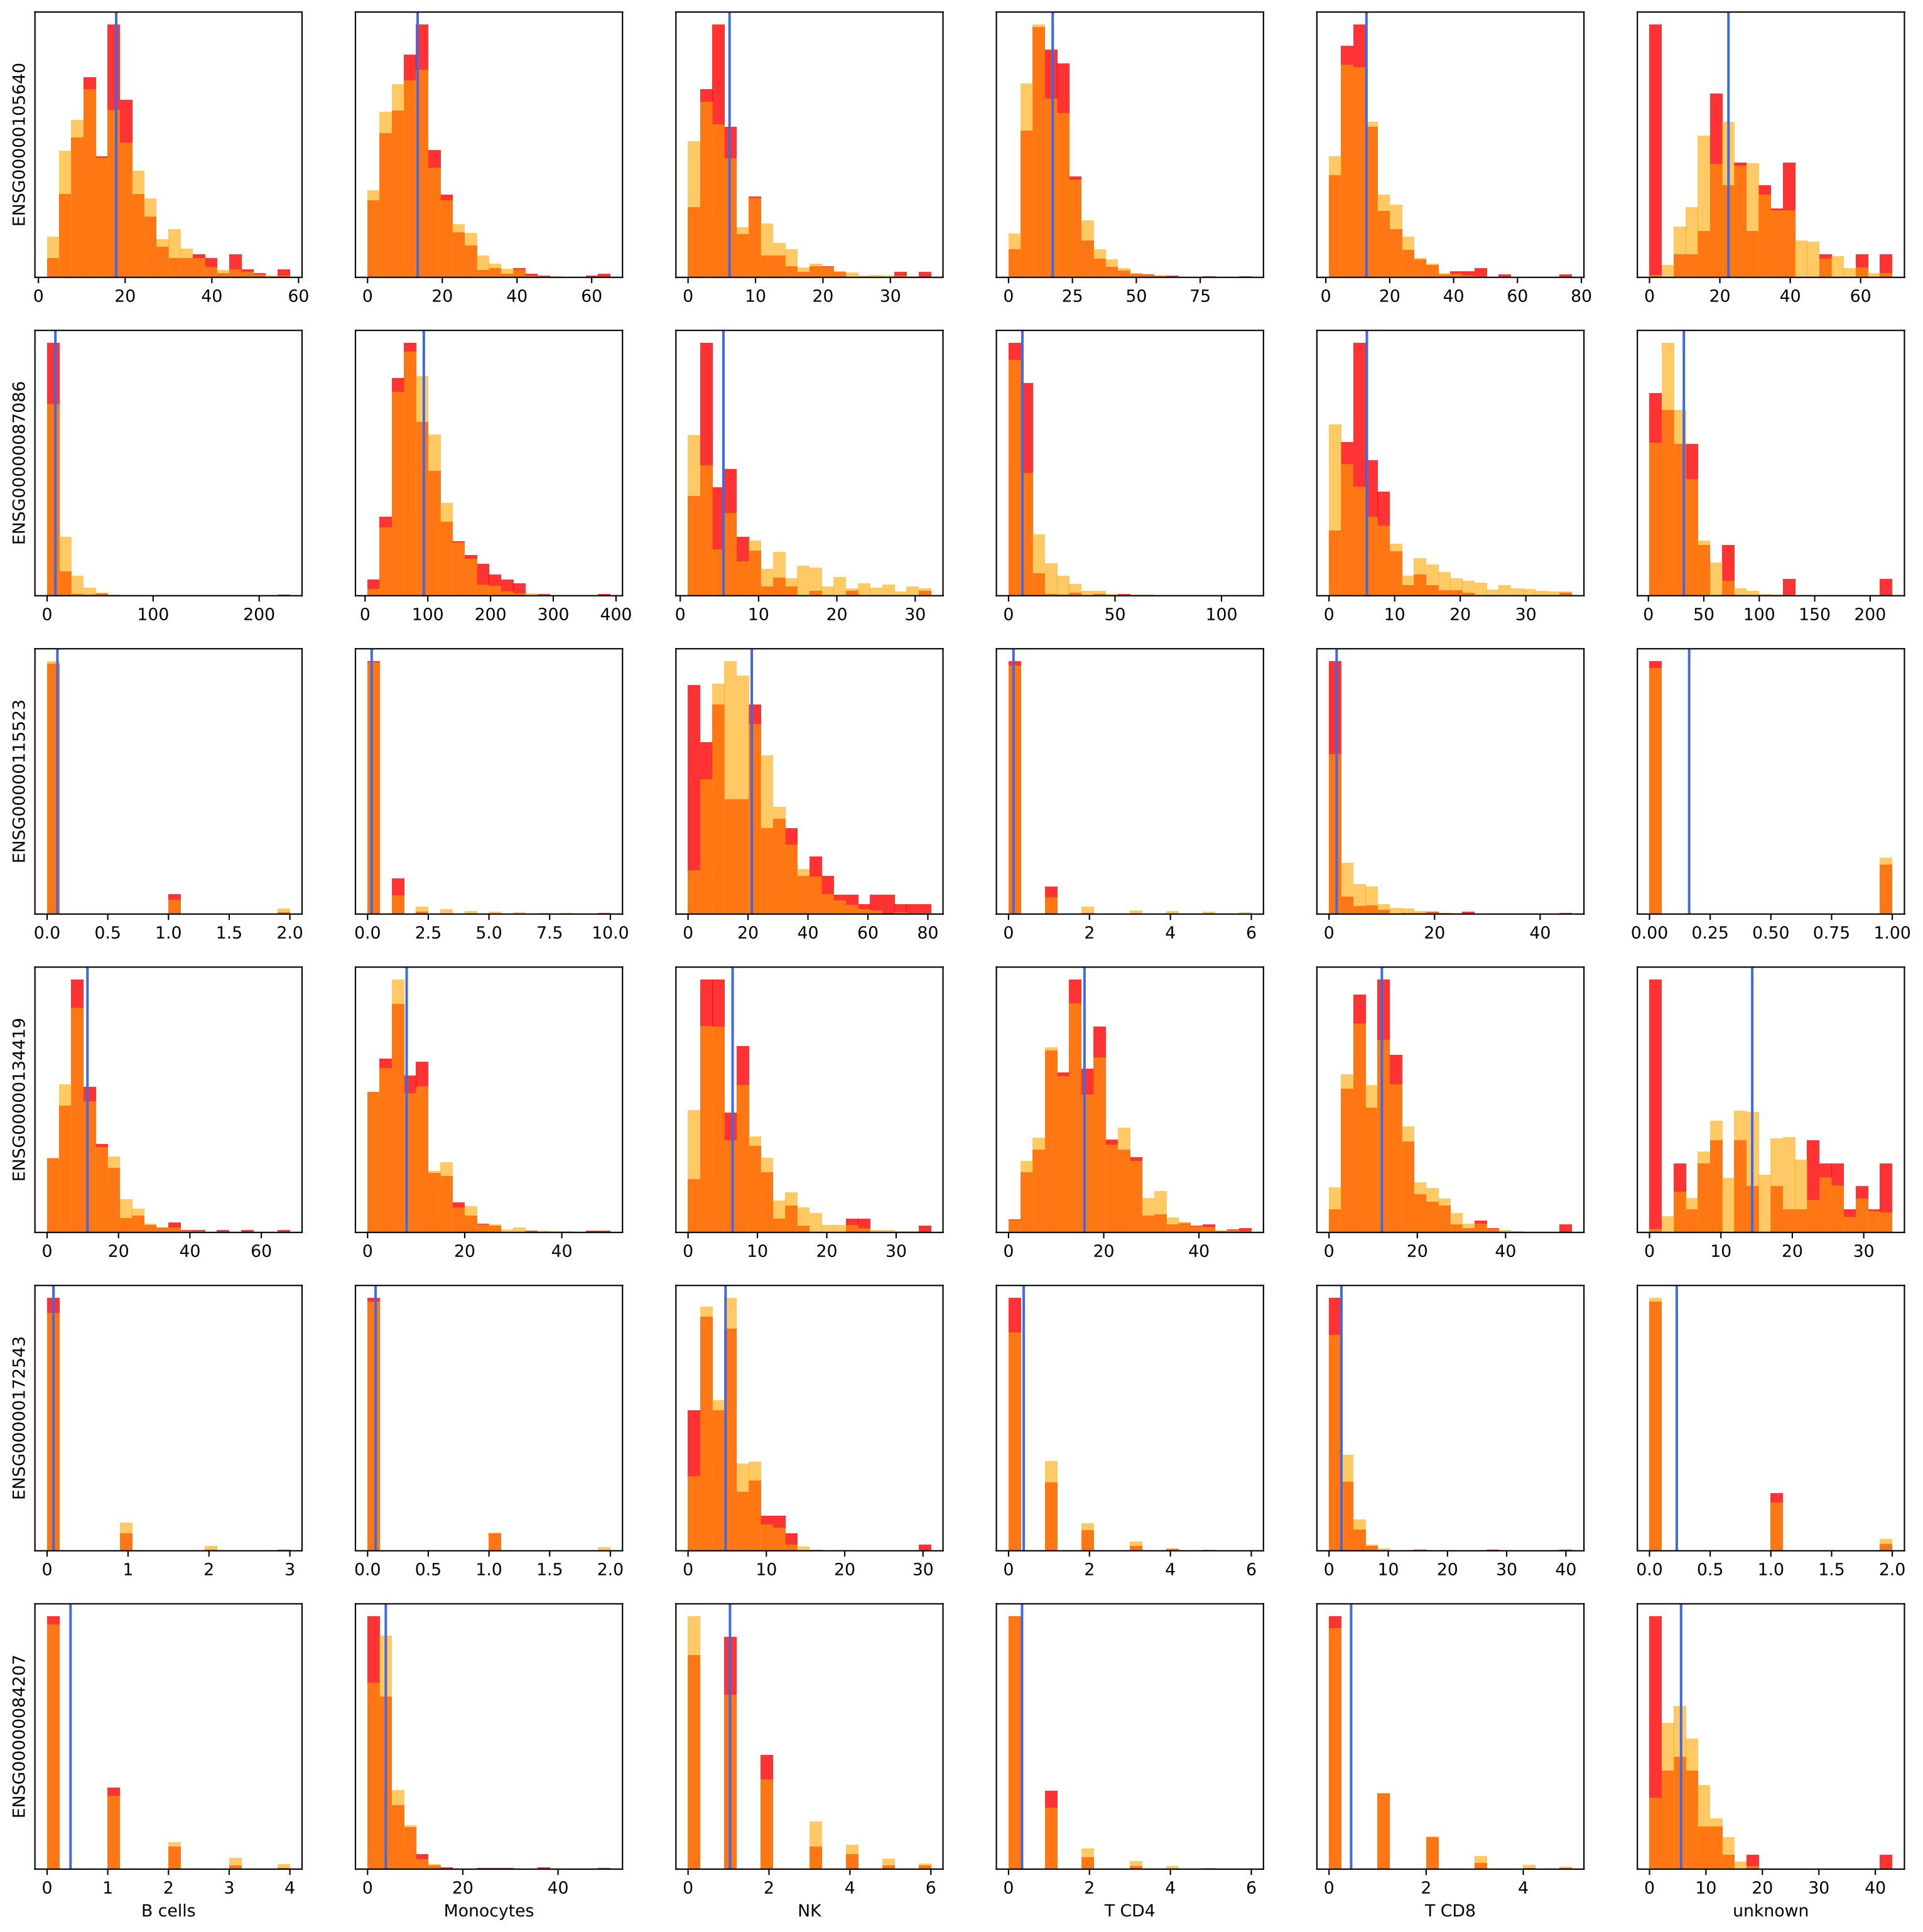 ENSG00000105640
0 20 40 60
0 20 40 60
0 10 20 30
0 25 50 75
0 20 40 60 80
0 20 40 60
ENSG00000087086
0 100 200
0 100 200 300 400
0 10 20 30
0 50 100
0 10 20 30
0 50 100 150 200
ENSG00000115523
0.0 0.5 1.0 1.5 2.0
0.0 2.5 5.0 7.5 10.0
0 20 40 60 80
0 2 4 6
0 20 40
0.00 0.25 0.50 0.75 1.00
ENSG00000134419
0 20 40 60
0 20 40
0 10 20 30
0 20 40
0 20 40
0 10 20 30
ENSG00000172543
0 1 2 3
0.0 0.5 1.0 1.5 2.0
0 10 20 30
0 2 4 6
0 10 20 30 40
0.0 0.5 1.0 1.5 2.0
ENSG00000084207
0 1 2 3 4
0 20 40
0 2 4 6
0 2 4 6
0 2 4
0 10 20 30 40
B cells
Monocytes
NK
T CD4
T CD8
unknown